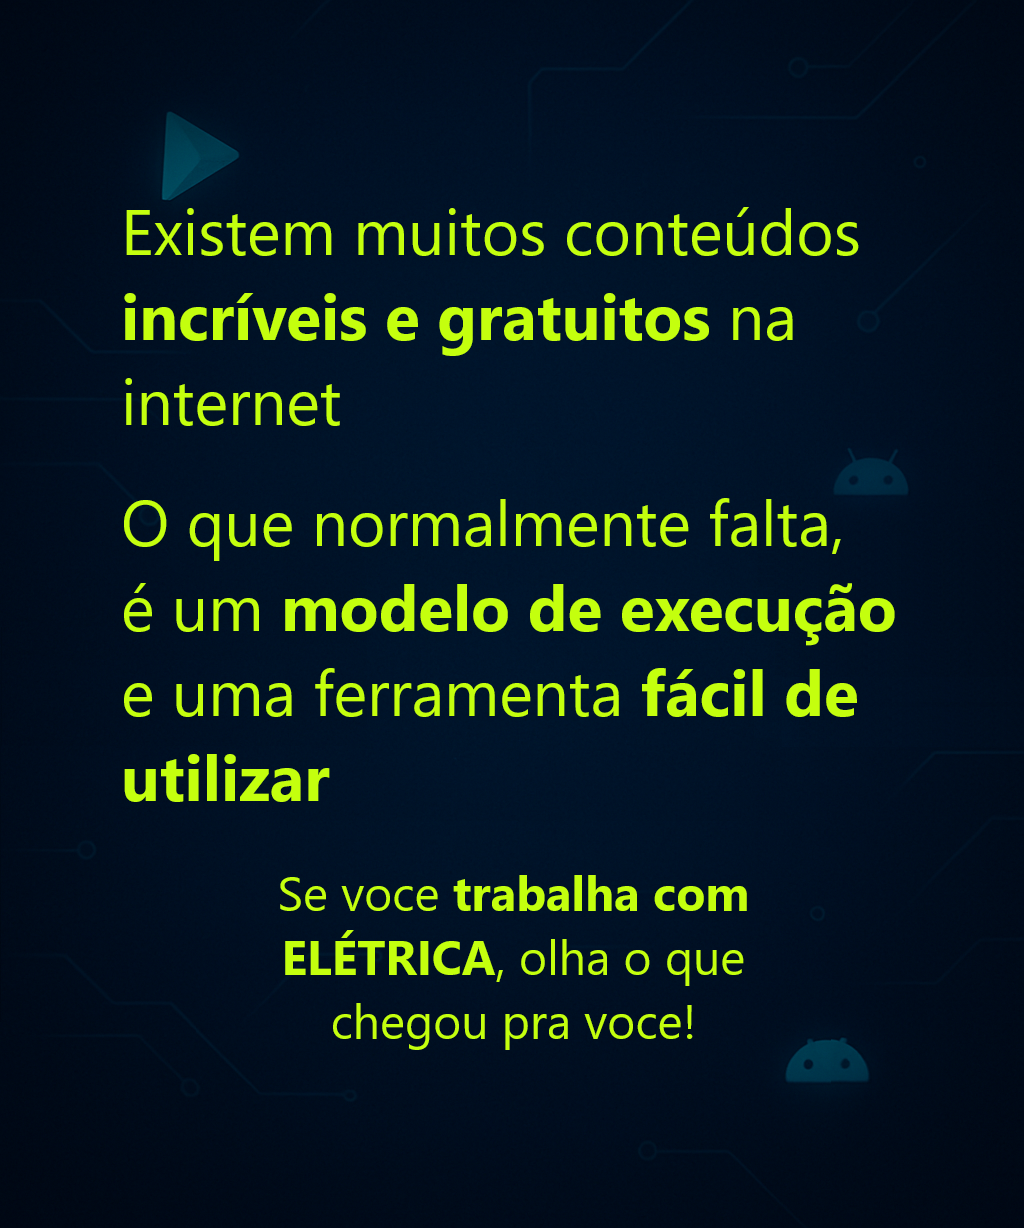 Existem muitos conteúdos
incríveis e gratuitos na
internet
O que normalmente falta,
é um modelo de execução
e uma ferramenta fácil de
utilizar
Se voce trabalha com
ELÉTRICA, olha o que
chegou pra voce!